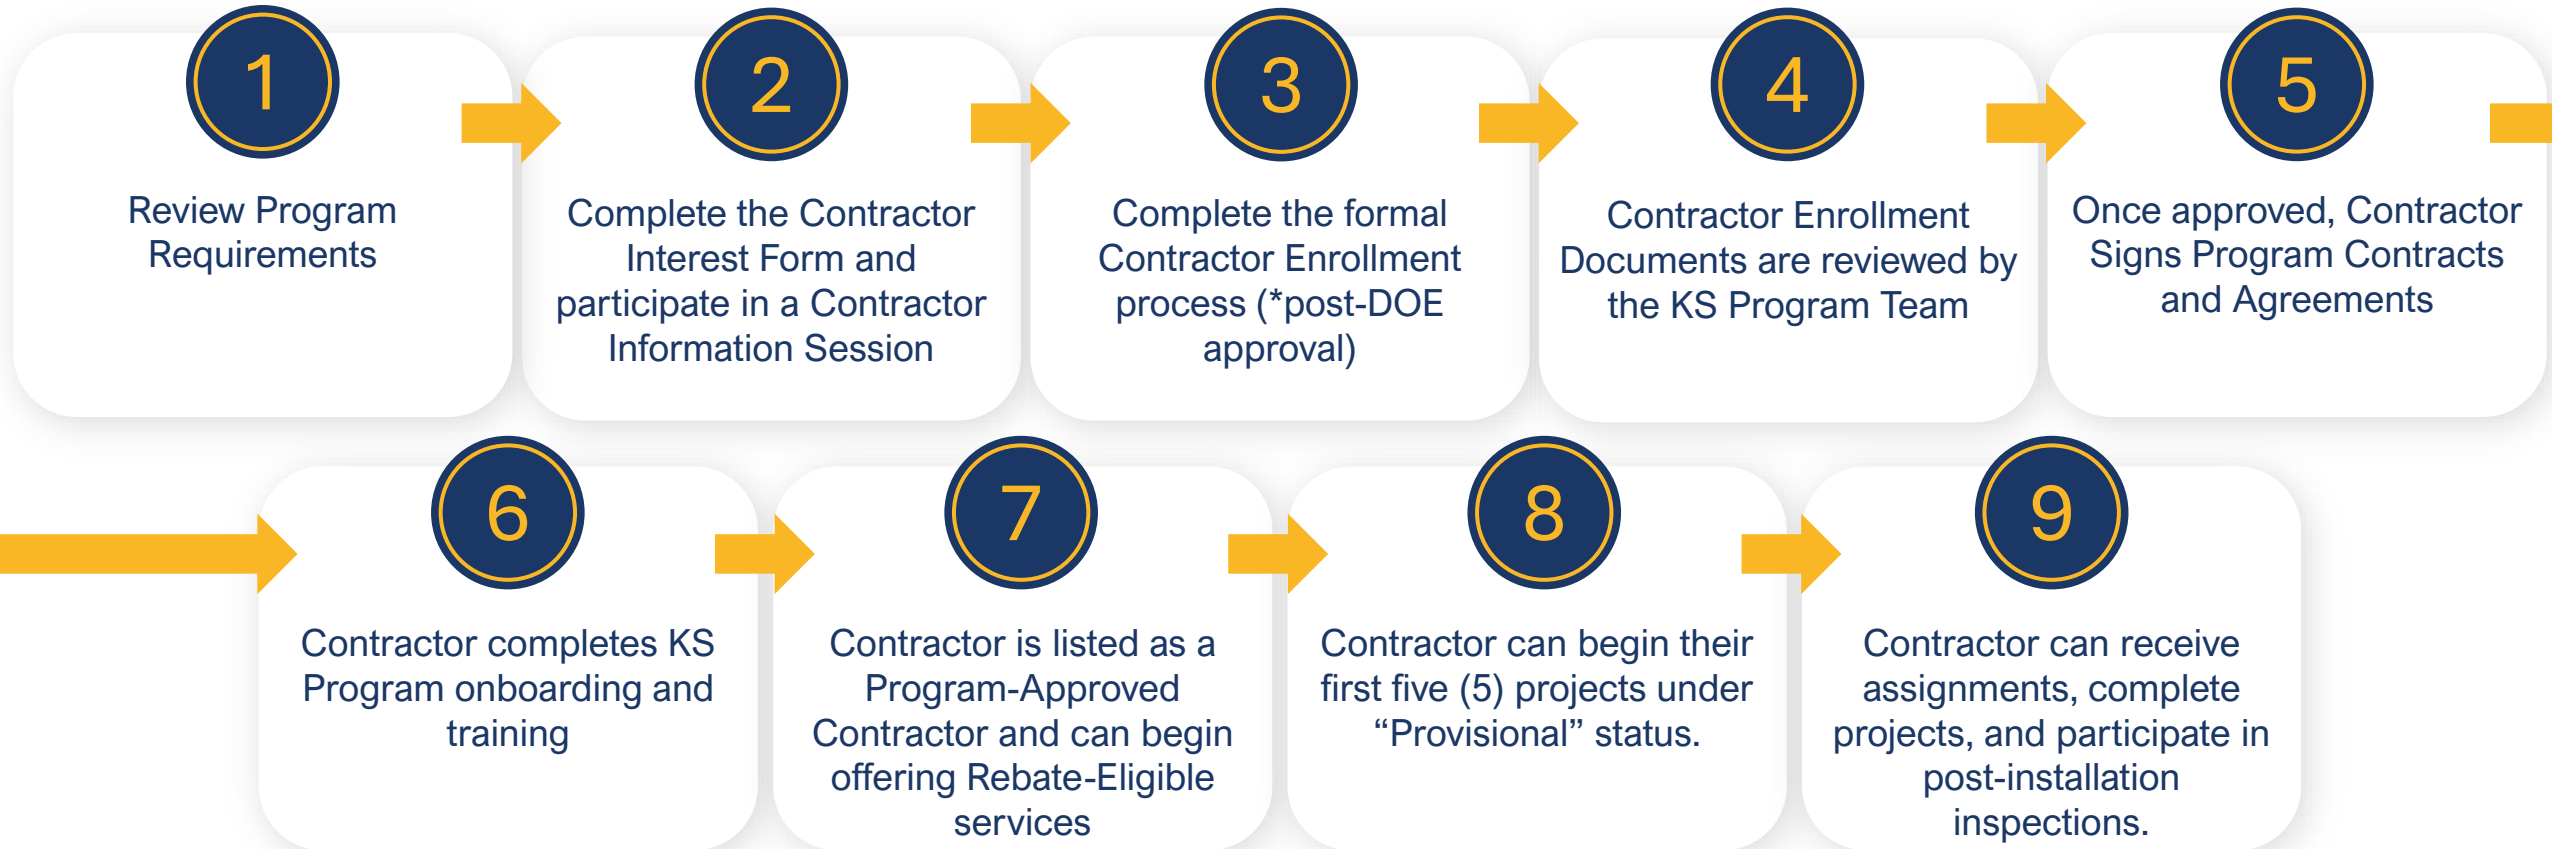 1
Review Program
Requirements
2
Complete the Contractor
Interest Form and
participate in a Contractor
Information Session
3
Complete the formal
Contractor Enrollment
process (*post-DOE
approval)
4
Contractor Enrollment
Documents are reviewed by
the KS Program Team
5
Once approved, Contractor
Signs Program Contracts
and Agreements
6
Contractor completes KS
Program onboarding and
training
7
Contractor is listed as a
Program-Approved
Contractor and can begin
offering Rebate-Eligible
services
8
Contractor can begin their
first five (5) projects under
“Provisional” status.
9
Contractor can receive
assignments, complete
projects, and participate in
post-installation
inspections.